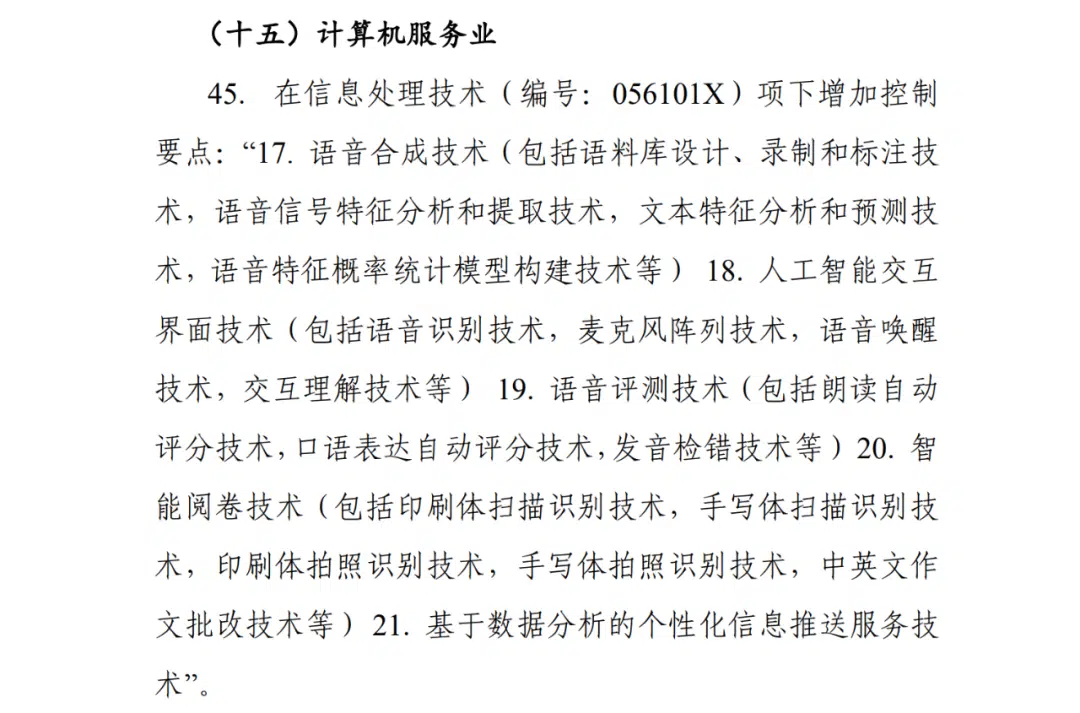 （十五）计算机服务业
45. 在信息处理技术（编号：056101X）项下增加控制
要点：“17. 语音合成技术（包括语料库设计、录制和标注技
术，语音信号特征分析和提取技术，文本特征分析和预测技
术，语音特征概率统计模型构建技术等） 18. 人工智能交互
界面技术（包括语音识别技术，麦克风阵列技术，语音唤醒
技术，交互理解技术等） 19. 语音评测技术（包括朗读自动
评分技术，口语表达自动评分技术，发音检错技术等）20. 智
能阅卷技术（包括印刷体扫描识别技术，手写体扫描识别技
术，印刷体拍照识别技术，手写体拍照识别技术，中英文作
文批改技术等） 21. 基于数据分析的个性化信息推送服务技
术”。